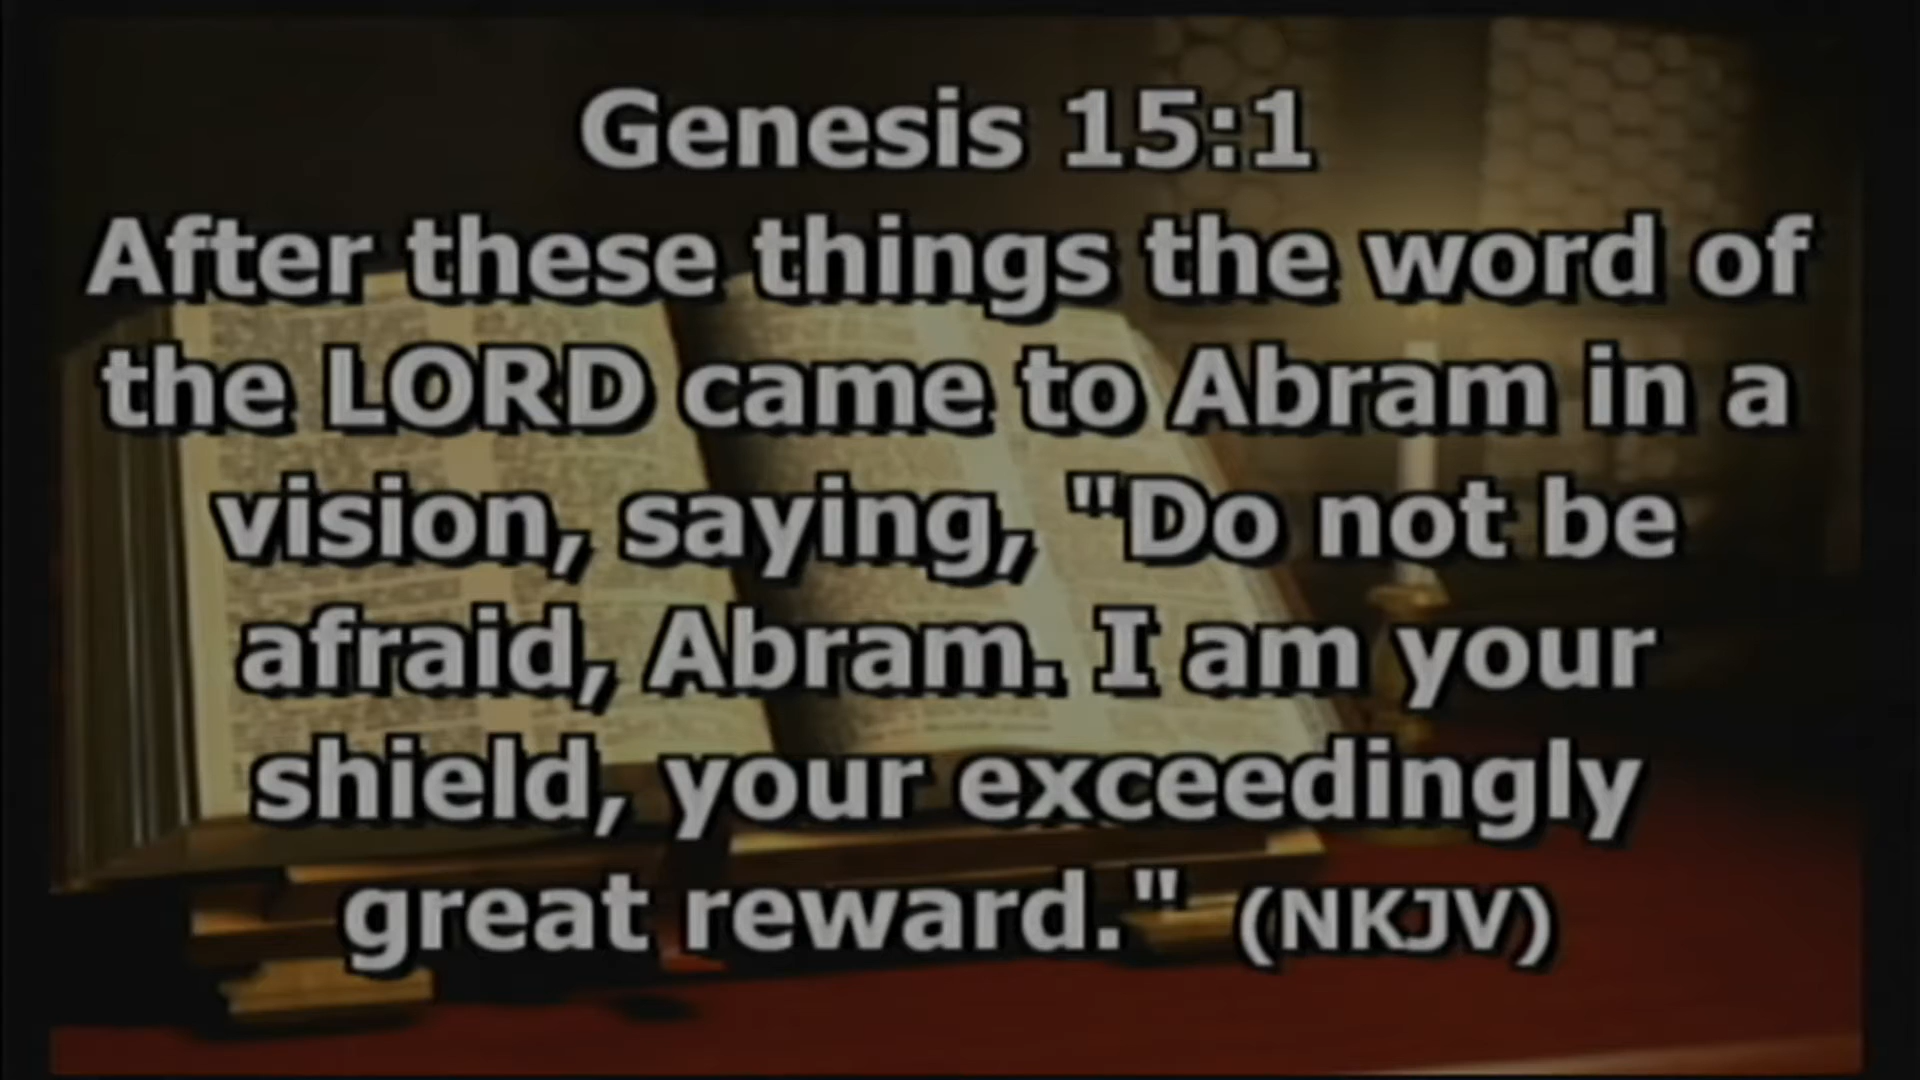 Genesis 15:1
After these things the word of
the LORD came to Abram in a
vision, saying, "Do not be
afraid, Abram. I am your
shield, your exceedingly
great reward." (NKJV)